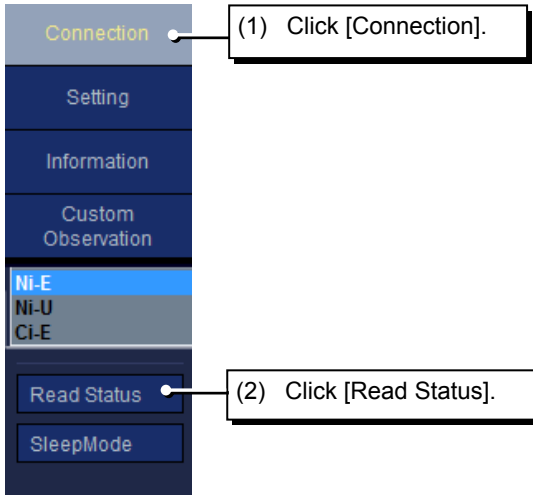 Connection
(1) Click [Connection].
Setting
Information
Custom
Observation
Ni-E
Ni-U
Ci-E
Read Status
(2) Click [Read Status].
SleepMode